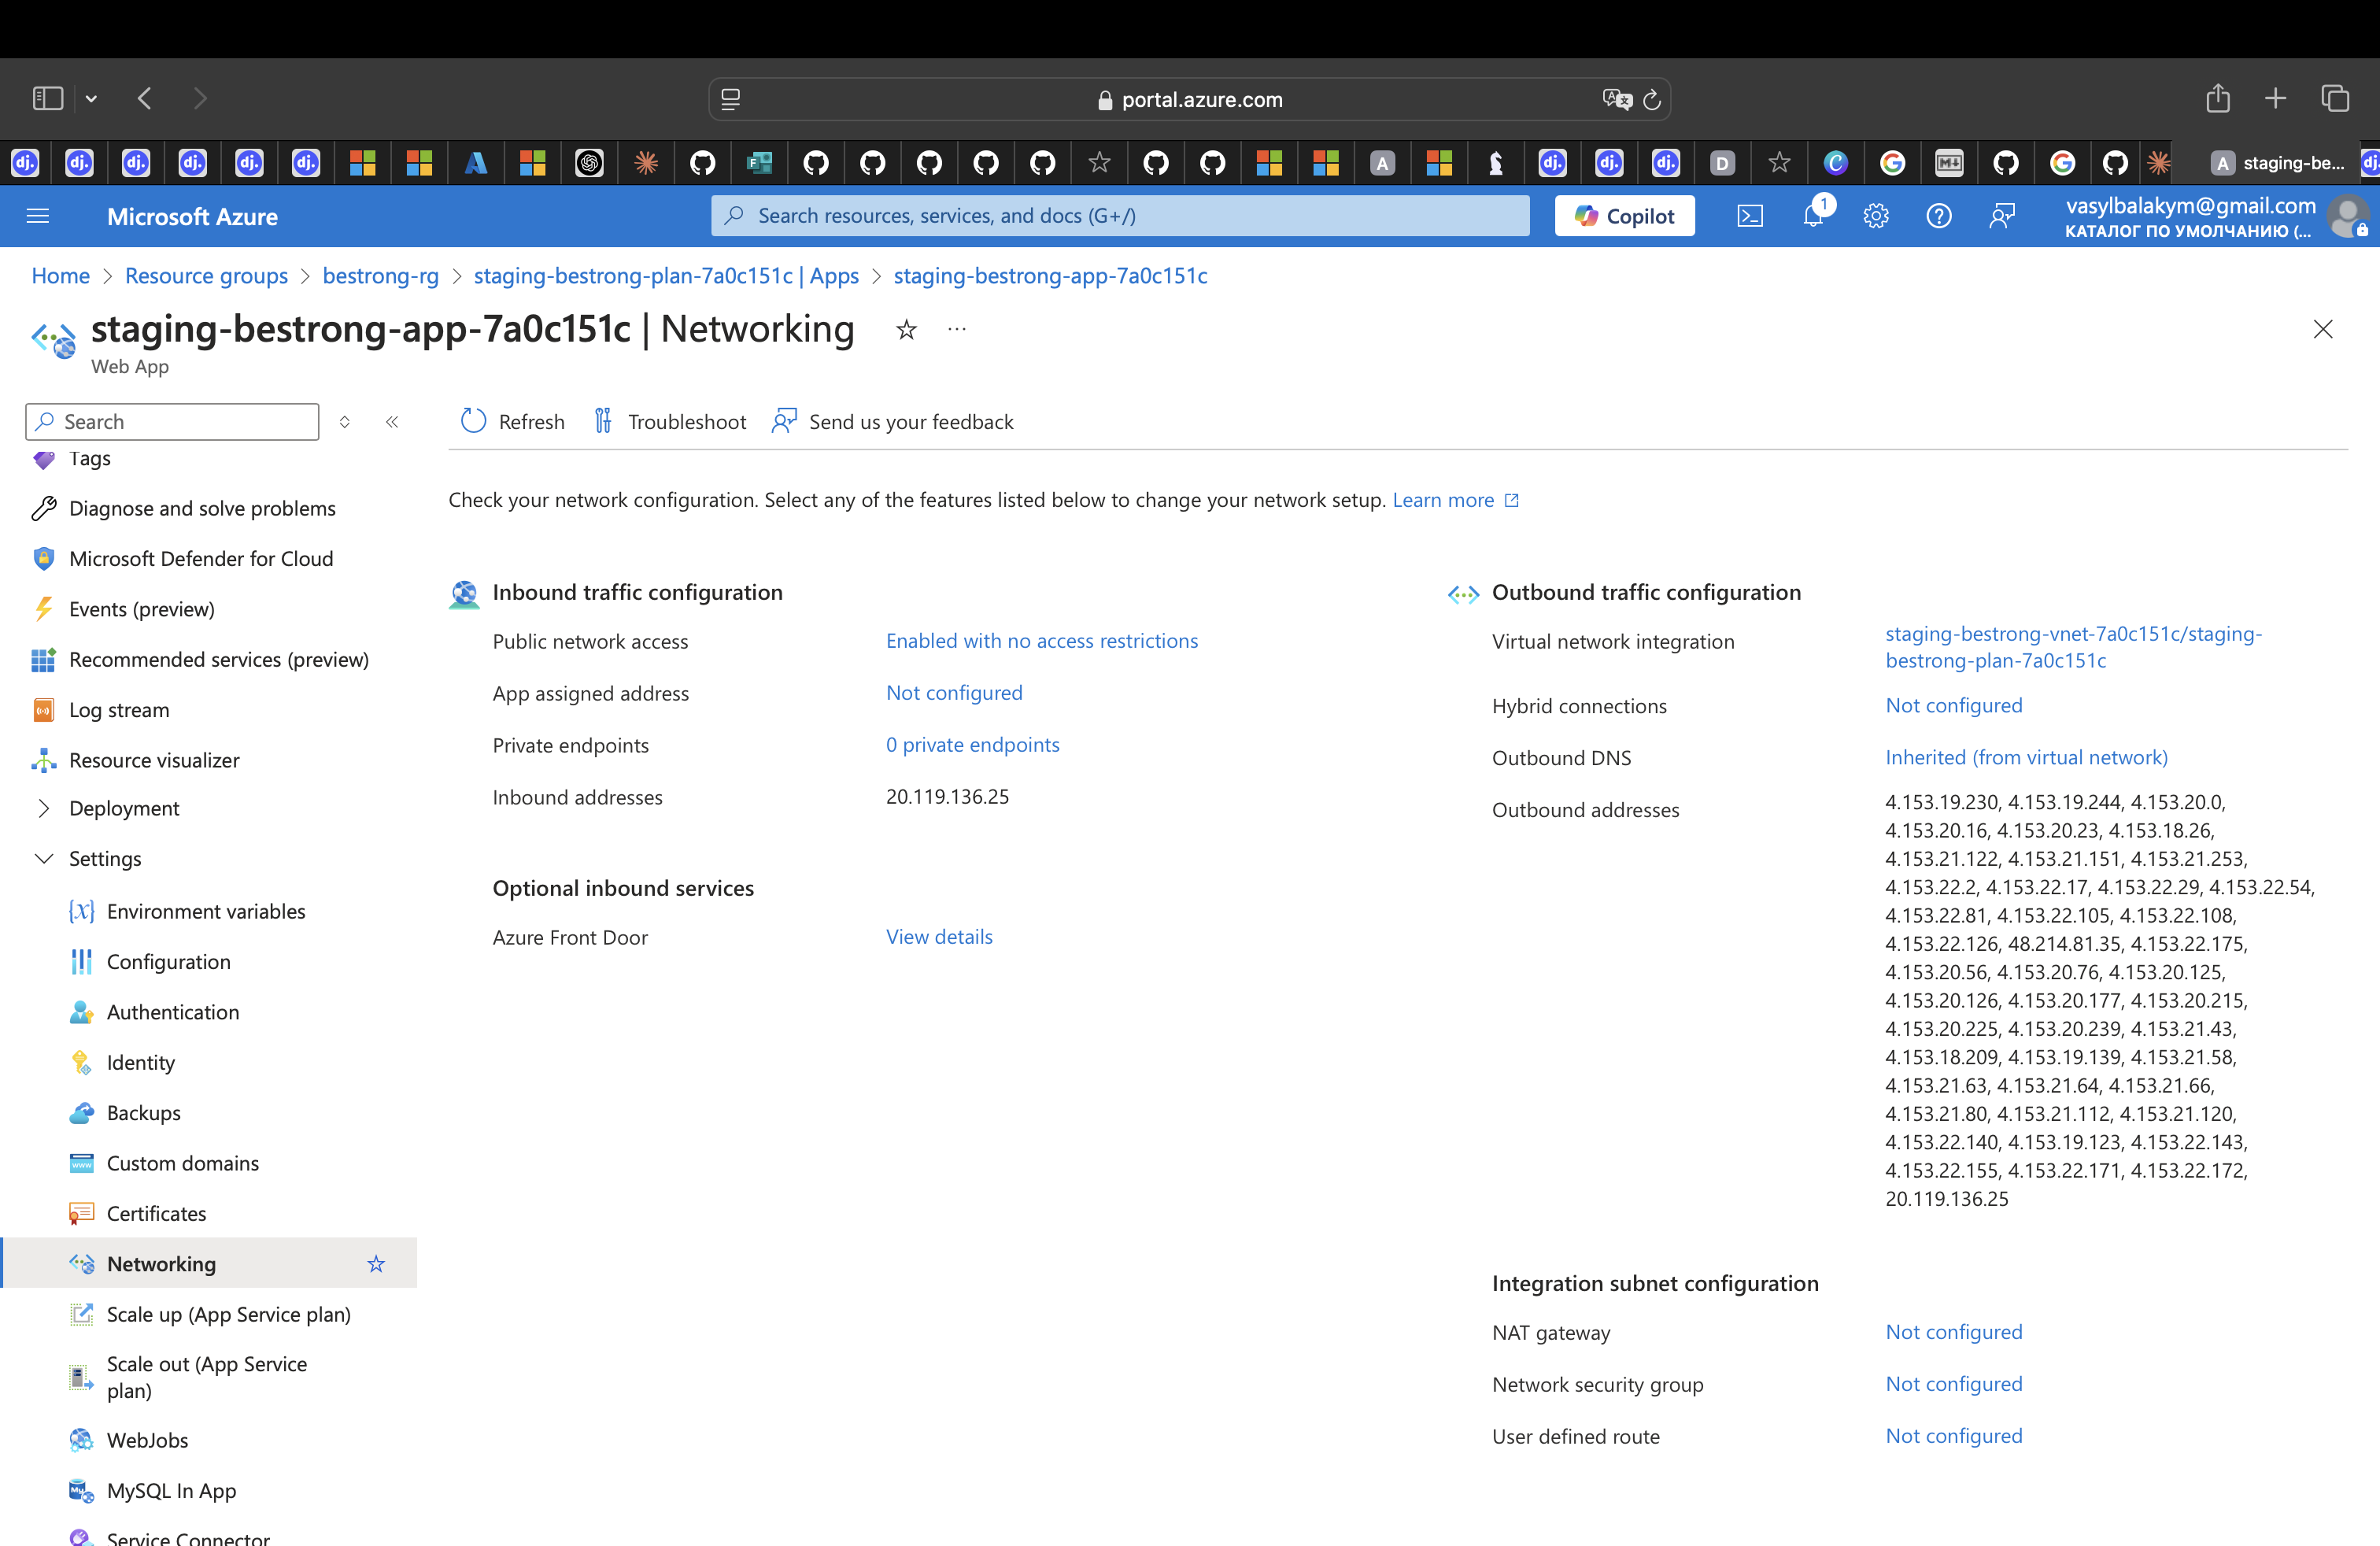 portal.azure.com
dj.
dj.
dj.
dj.
dj.
dj.
F
A
dj.
dj.
dj.
D
C
G
M
G
A staging-be...
dj.
Microsoft Azure
Search resources, services, and docs (G+/)
Copilot
1
vasylbalakym@gmail.com
КАТАЛОГ ПО УМОЛЧАНИЮ (...
Home > Resource groups > bestrong-rg > staging-bestrong-plan-7a0c151c | Apps > staging-bestrong-app-7a0c151c
staging-bestrong-app-7a0c151c | Networking
Web App
Search
Refresh
Troubleshoot
Send us your feedback
Tags
Diagnose and solve problems
Microsoft Defender for Cloud
Events (preview)
Recommended services (preview)
Log stream
Resource visualizer
Deployment
Settings
Environment variables
Configuration
Authentication
Identity
Backups
Custom domains
Certificates
Networking
Scale up (App Service plan)
Scale out (App Service
plan)
WebJobs
MySQL In App
Service Connector
Check your network configuration. Select any of the features listed below to change your network setup. Learn more
Inbound traffic configuration
Public network access Enabled with no access restrictions
App assigned address Not configured
Private endpoints 0 private endpoints
Inbound addresses 20.119.136.25
Optional inbound services
Azure Front Door View details
Outbound traffic configuration
Virtual network integration staging-bestrong-vnet-7a0c151c/staging-
bestrong-plan-7a0c151c
Hybrid connections Not configured
Outbound DNS Inherited (from virtual network)
Outbound addresses 4.153.19.230, 4.153.19.244, 4.153.20.0,
4.153.20.16, 4.153.20.23, 4.153.18.26,
4.153.21.122, 4.153.21.151, 4.153.21.253,
4.153.22.2, 4.153.22.17, 4.153.22.29, 4.153.22.54,
4.153.22.81, 4.153.22.105, 4.153.22.108,
4.153.22.126, 48.214.81.35, 4.153.22.175,
4.153.20.56, 4.153.20.76, 4.153.20.125,
4.153.20.126, 4.153.20.177, 4.153.20.215,
4.153.20.225, 4.153.20.239, 4.153.21.43,
4.153.18.209, 4.153.19.139, 4.153.21.58,
4.153.21.63, 4.153.21.64, 4.153.21.66,
4.153.21.80, 4.153.21.112, 4.153.21.120,
4.153.22.140, 4.153.19.123, 4.153.22.143,
4.153.22.155, 4.153.22.171, 4.153.22.172,
20.119.136.25
Integration subnet configuration
NAT gateway Not configured
Network security group Not configured
User defined route Not configured